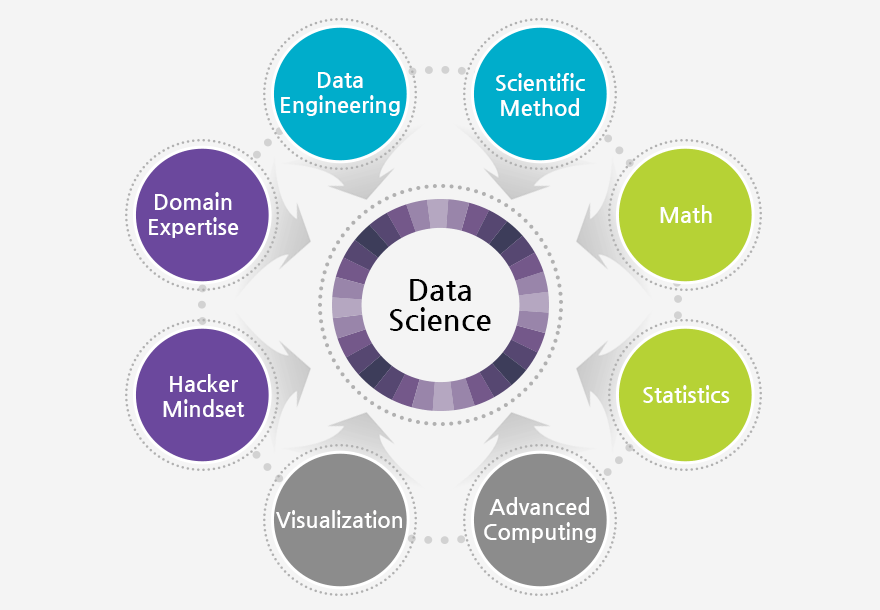 Data
Engineering
Scientific
Method
Domain
Expertise
Math
Data
Science
Hacker
Mindset
Statistics
Visualization
Advanced
Computing